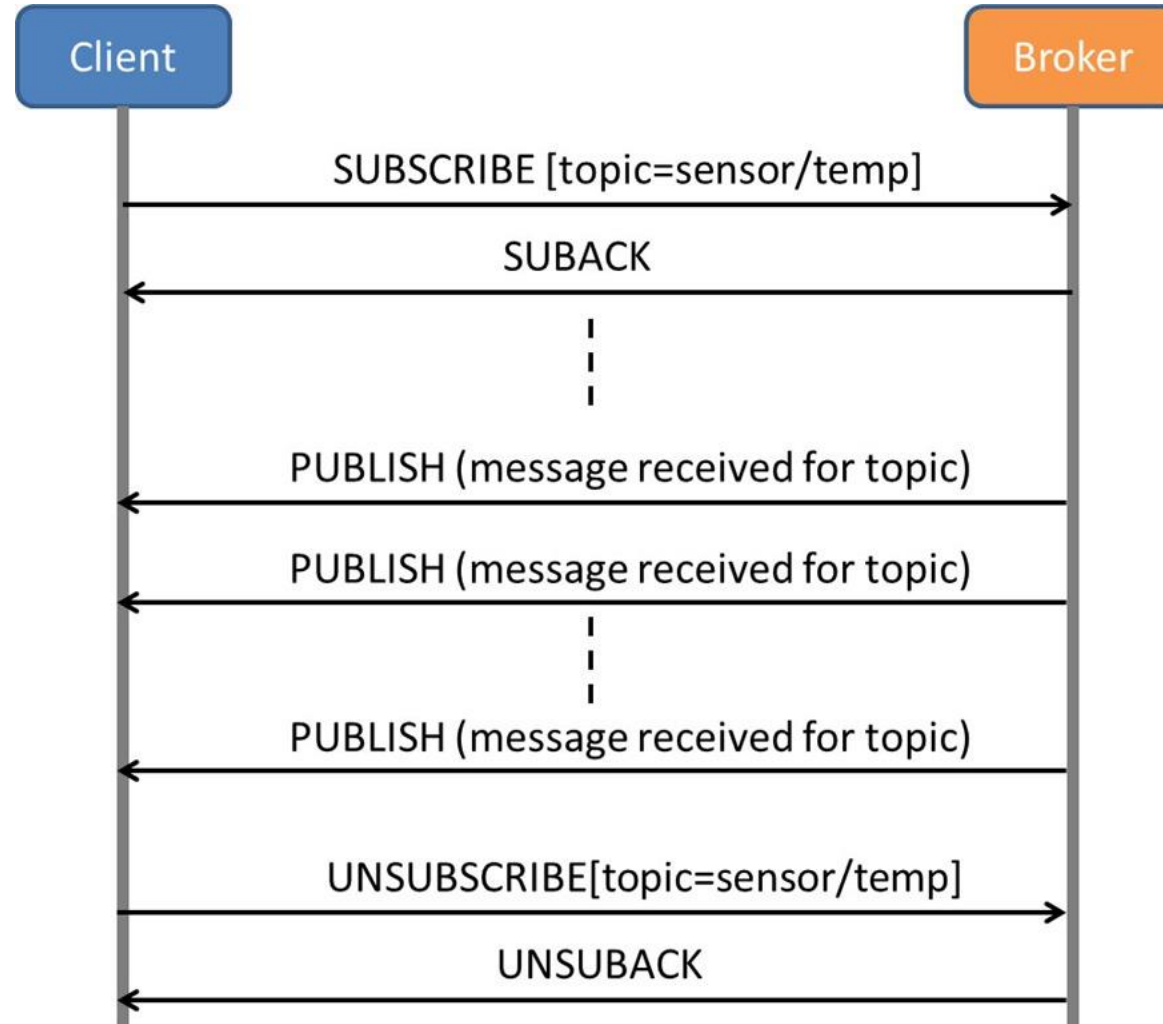 Client
Broker
SUBSCRIBE [topic=sensor/temp]
SUBACK
PUBLISH (message received for topic)
PUBLISH (message received for topic)
PUBLISH (message received for topic)
UNSUBSCRIBE[topic=sensor/temp]
UNSUBACK